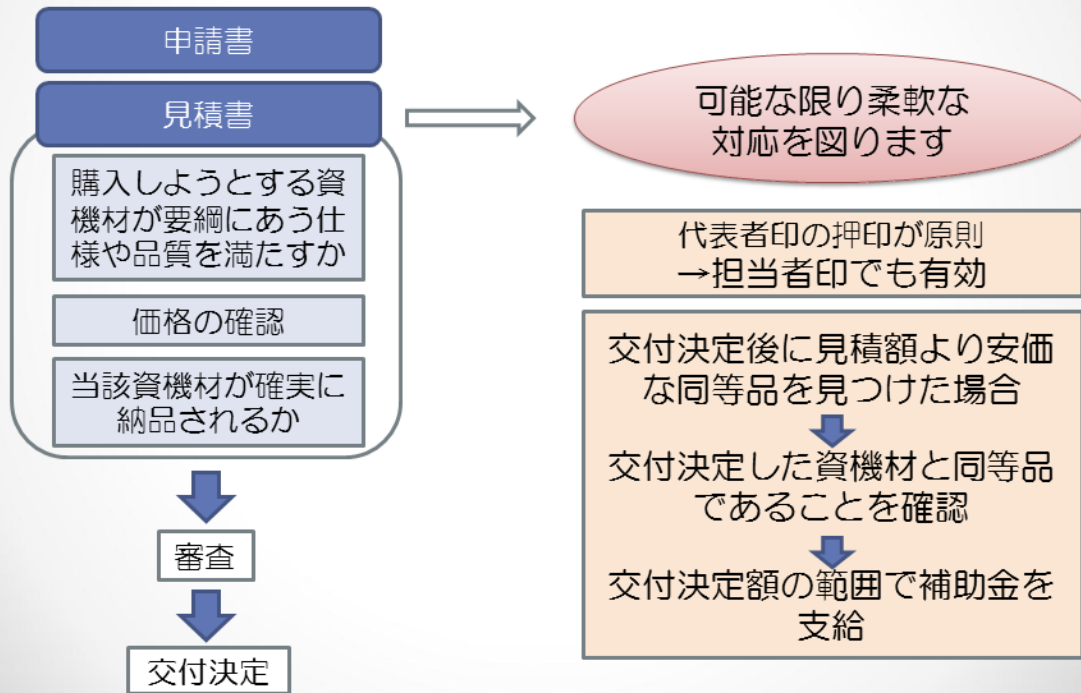 申請書
見積書
購入しようとする資
機材が要綱にあう仕
様や品質を満たすか
価格の確認
当該資機材が確実に
納品されるか
審査
交付決定
可能な限り柔軟な
対応を図ります
代表者印の押印が原則
→担当者印でも有効
交付決定後に見積額より安価
な同等品を見つけた場合
交付決定した資機材と同等品
であることを確認
交付決定額の範囲で補助金を
支給